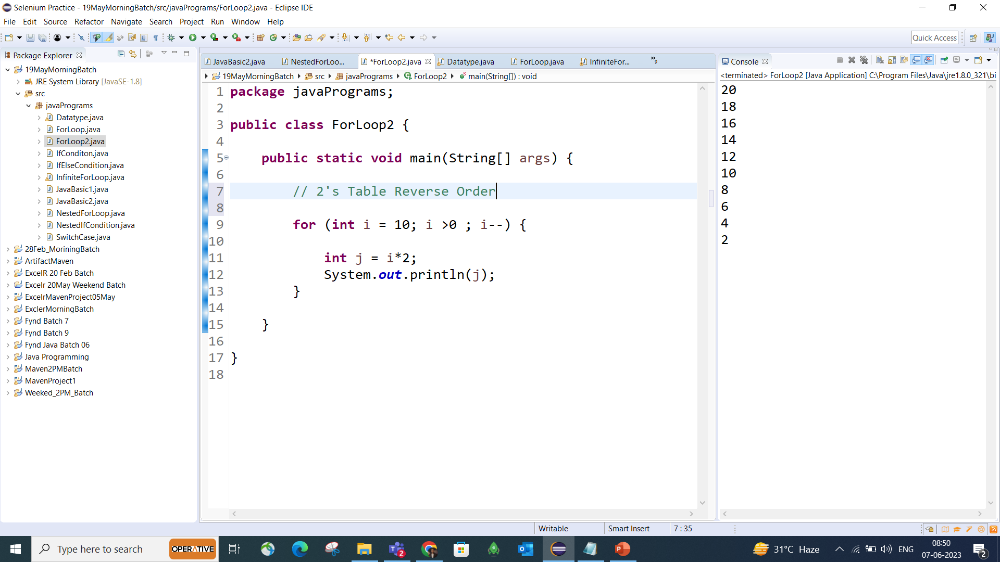 Selenium Practice - 19MayMorningBatch/src/javaPrograms/ForLoop2.java - Eclipse IDE
File Edit Source Refactor Navigate Search Project Run Window Help
Quick Access
Package Explorer
19MayMorningBatch
JRE System Library [JavaSE-1.8]
src
javaPrograms
Datatype.java
ForLoop.java
ForLoop2.java
IfConditon.java
IfElseCondition.java
InfiniteForLoop.java
JavaBasic1.java
JavaBasic2.java
NestedForLoop.java
NestedIfCondition.java
SwitchCase.java
28Feb_MoriningBatch
ArtifactMaven
ExcelR 20 Feb Batch
Excelr 20May Weekend Batch
ExcelrMavenProject05May
ExclerMorningBatch
Fynd Batch 7
Fynd Batch 9
Fynd Java Batch 06
Java Programming
Maven2PMBatch
MavenProject1
Weeked_2PM_Batch
JavaBasic2.java NestedForLoo... *ForLoop2.java Datatype.java ForLoop.java InfiniteFor... »9
19MayMorningBatch src javaPrograms ForLoop2 main(String[]) : void
1 package javaPrograms;
2
3 public class ForLoop2 {
4
5 public static void main(String[] args) {
6
7 // 2's Table Reverse Order
8
9 for (int i = 10; i >0 ; i--) {
10
11 int j = i*2;
12 System.out.println(j);
13 }
14
15 }
16
17 }
18
Console
<terminated> ForLoop2 [Java Application] C:\Program Files\Java\jre1.8.0_321\bi
20
18
16
14
12
10
8
6
4
2
Writable Smart Insert 7 : 35
Type here to search
OPERATIVE
2
31°C Haze
ENG
08:50
07-06-2023
2